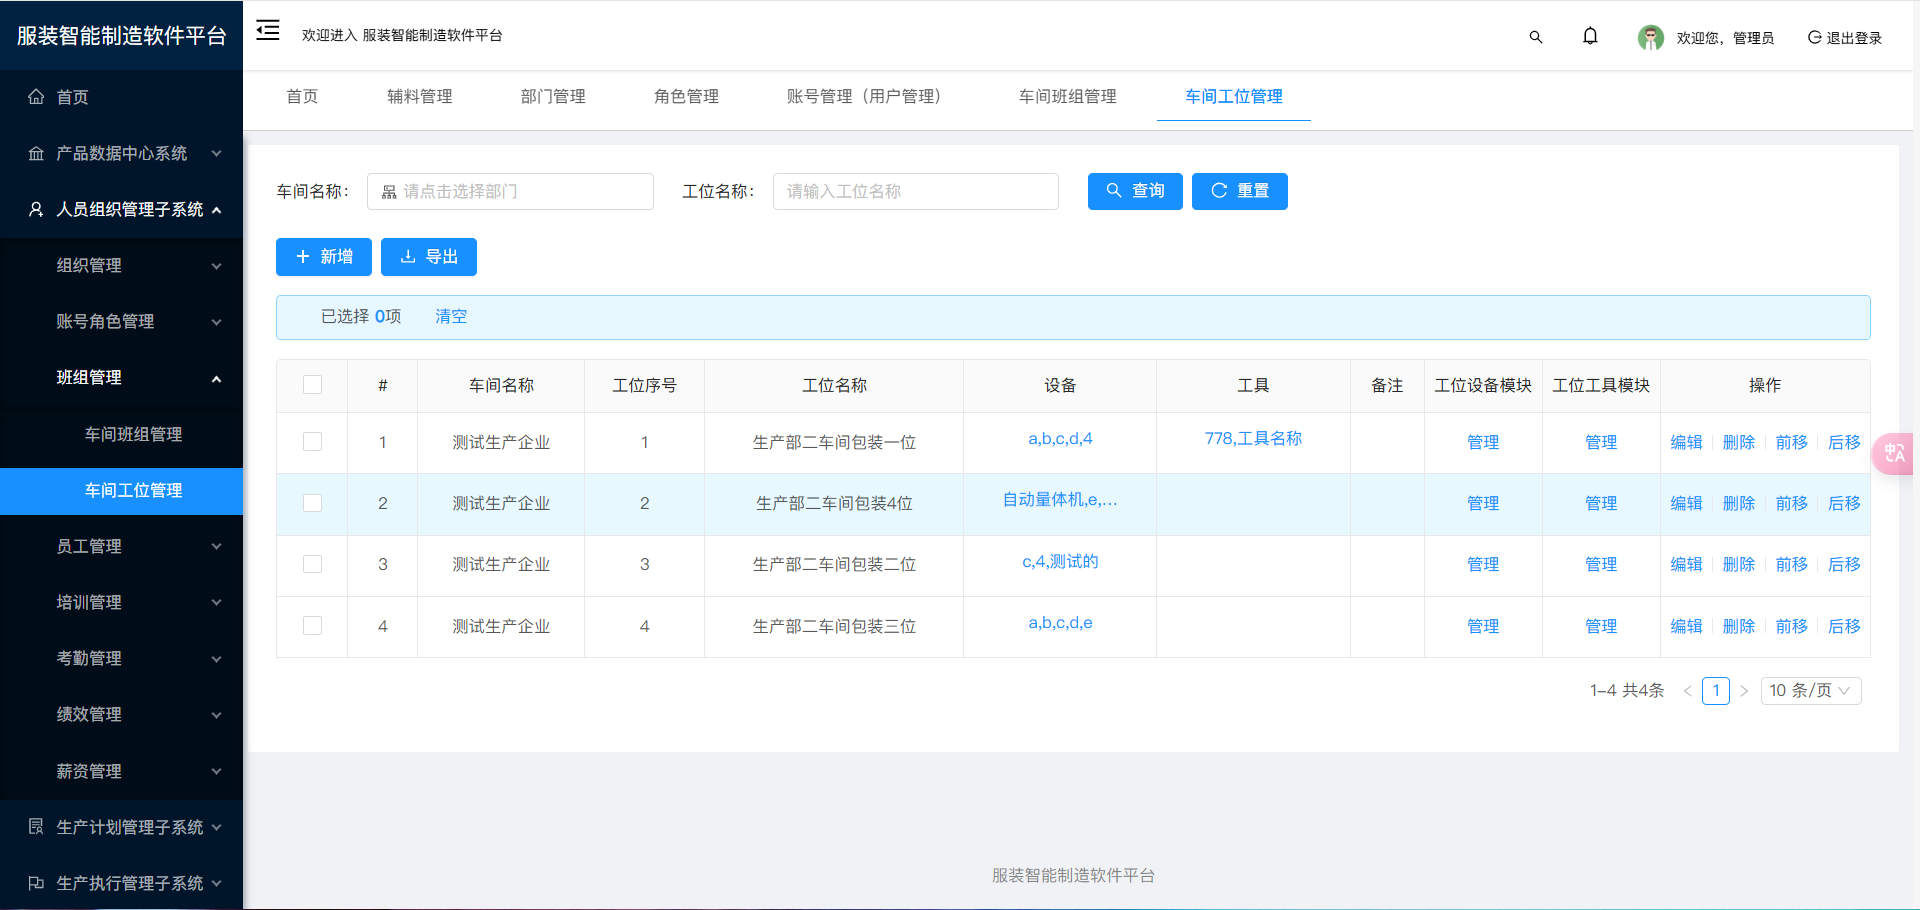 服装智能制造软件平台
欢迎进入 服装智能制造软件平台
欢迎您，管理员
退出登录
首页
产品数据中心系统
人员组织管理子系统
组织管理
账号角色管理
班组管理
车间班组管理
车间工位管理
员工管理
培训管理
考勤管理
绩效管理
薪资管理
生产计划管理子系统
生产执行管理子系统
首页 辅料管理 部门管理 角色管理 账号管理（用户管理） 车间班组管理 车间工位管理
车间名称： 请点击选择部门 工位名称： 请输入工位名称 查询 重置
新增 导出
已选择 0项 清空
# 车间名称 工位序号 工位名称 设备 工具 备注 工位设备模块 工位工具模块 操作
1 测试生产企业 1 生产部二车间包装一位 a,b,c,d,4 778,工具名称 管理 管理 编辑 删除 前移 后移
2 测试生产企业 2 生产部二车间包装4位 自动量体机,e,... 管理 管理 编辑 删除 前移 后移
3 测试生产企业 3 生产部二车间包装二位 c,4,测试的 管理 管理 编辑 删除 前移 后移
4 测试生产企业 4 生产部二车间包装三位 a,b,c,d,e 管理 管理 编辑 删除 前移 后移
1-4 共4条 < 1 > 10 条/页
服装智能制造软件平台